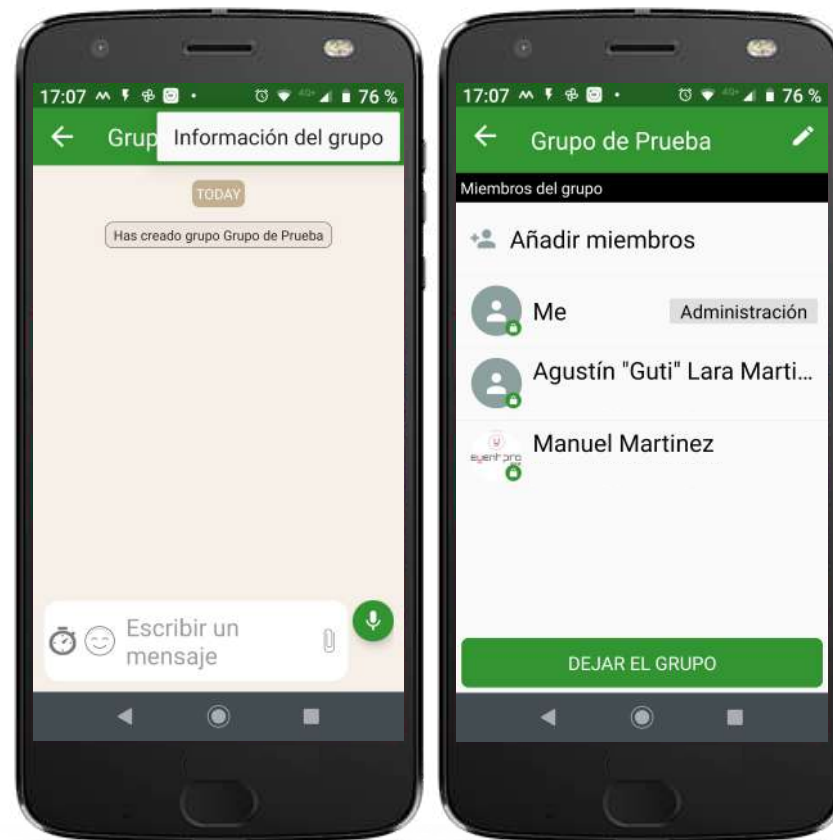 17:07 76 %
Grup Información del grupo
TODAY
Has creado grupo Grupo de Prueba
Escribir un
mensaje
17:07 4G+ 76 %
Grupo de Prueba
Miembros del grupo
Añadir miembros
Me Administración
Agustín "Guti" Lara Marti...
Manuel Martinez
DEJAR EL GRUPO